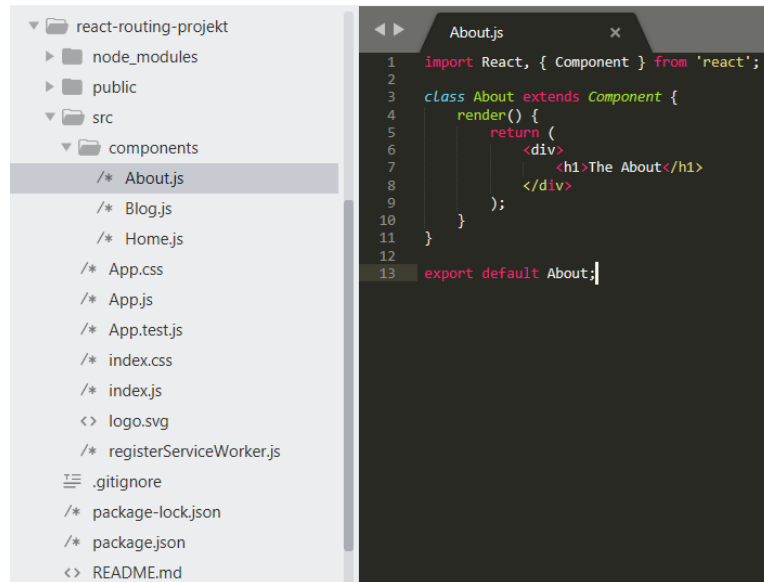 react-routing-projekt
node_modules
public
src
components
/* About.js
/* Blog.js
/* Home.js
/* App.css
/* App.js
/* App.test.js
/* index.css
/* index.js
<> logo.svg
/* registerServiceWorker.js
.gitignore
/* package-lock.json
/* package.json
<> README.md
About.js ×
1 import React, { Component } from 'react';
2
3 class About extends Component {
4     render() {
5         return (
6             <div>
7                 <h1>The About</h1>
8             </div>
9         );
10     }
11 }
12
13 export default About;